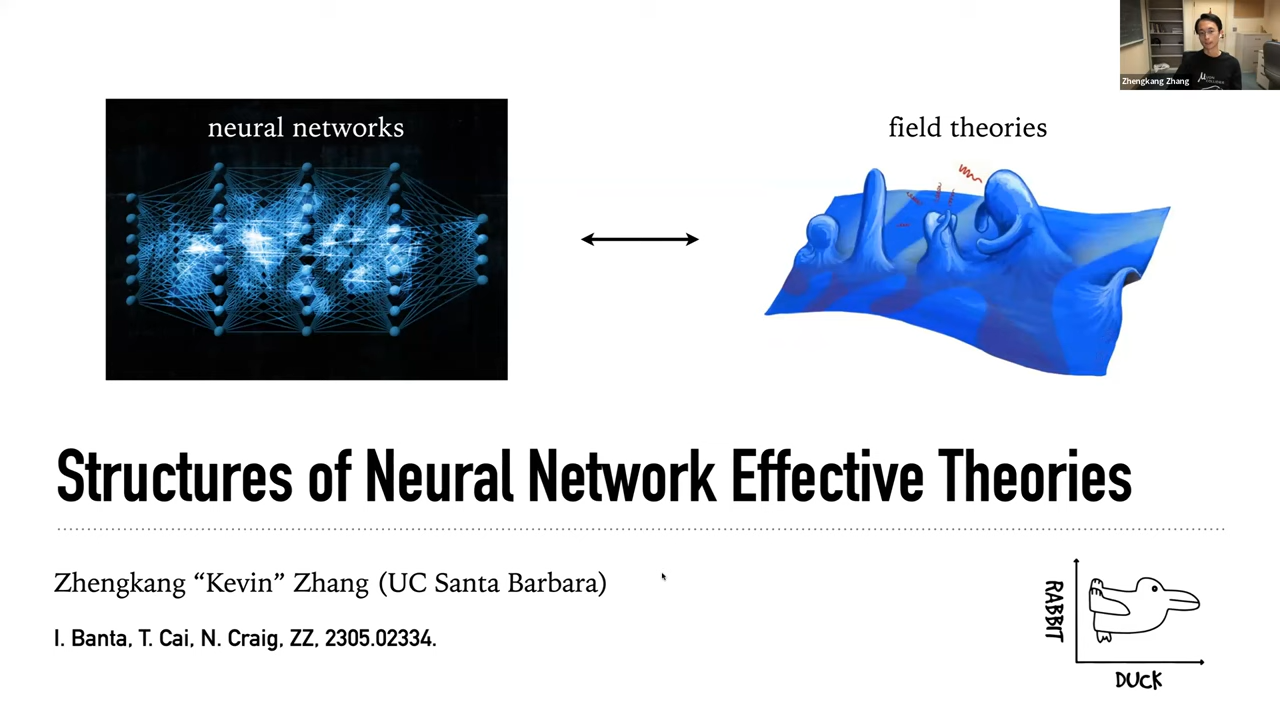 Zhengkang Zhang
neural networks
field theories
Structures of Neural Network Effective Theories
Zhengkang “Kevin” Zhang (UC Santa Barbara)
I. Banta, T. Cai, N. Craig, ZZ, 2305.02334.
RABBIT
DUCK